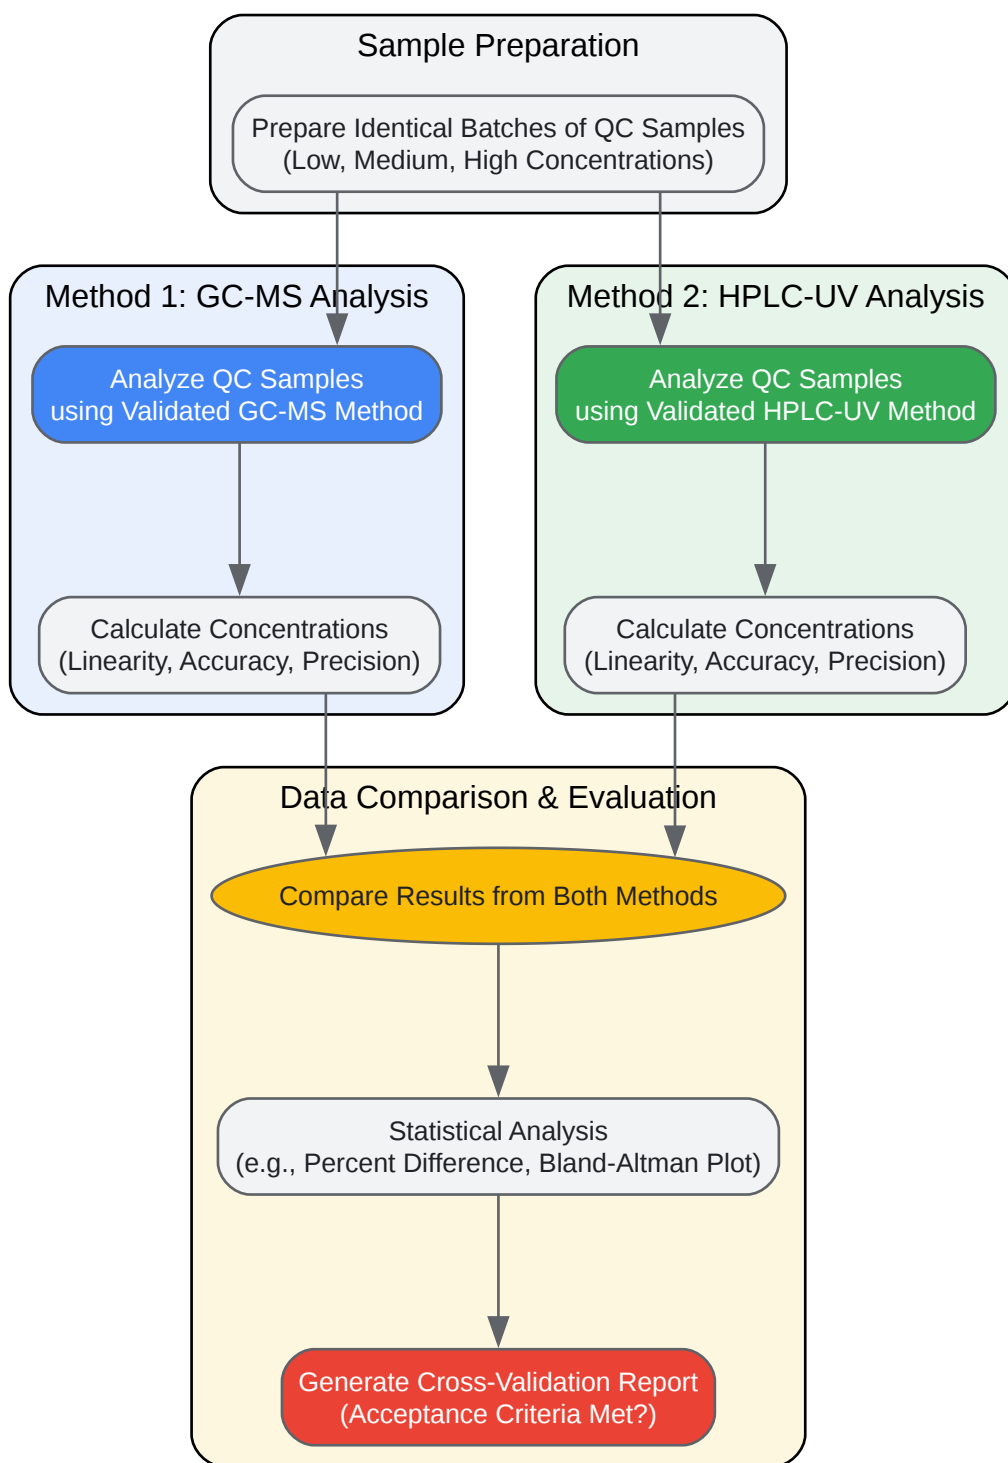 Sample Preparation
Prepare Identical Batches of QC Samples
(Low, Medium, High Concentrations)
Method 1: GC-MS Analysis
Analyze QC Samples
using Validated GC-MS Method
Calculate Concentrations
(Linearity, Accuracy, Precision)
Method 2: HPLC-UV Analysis
Analyze QC Samples
using Validated HPLC-UV Method
Calculate Concentrations
(Linearity, Accuracy, Precision)
Data Comparison & Evaluation
Compare Results from Both Methods
Statistical Analysis
(e.g., Percent Difference, Bland-Altman Plot)
Generate Cross-Validation Report
(Acceptance Criteria Met?)